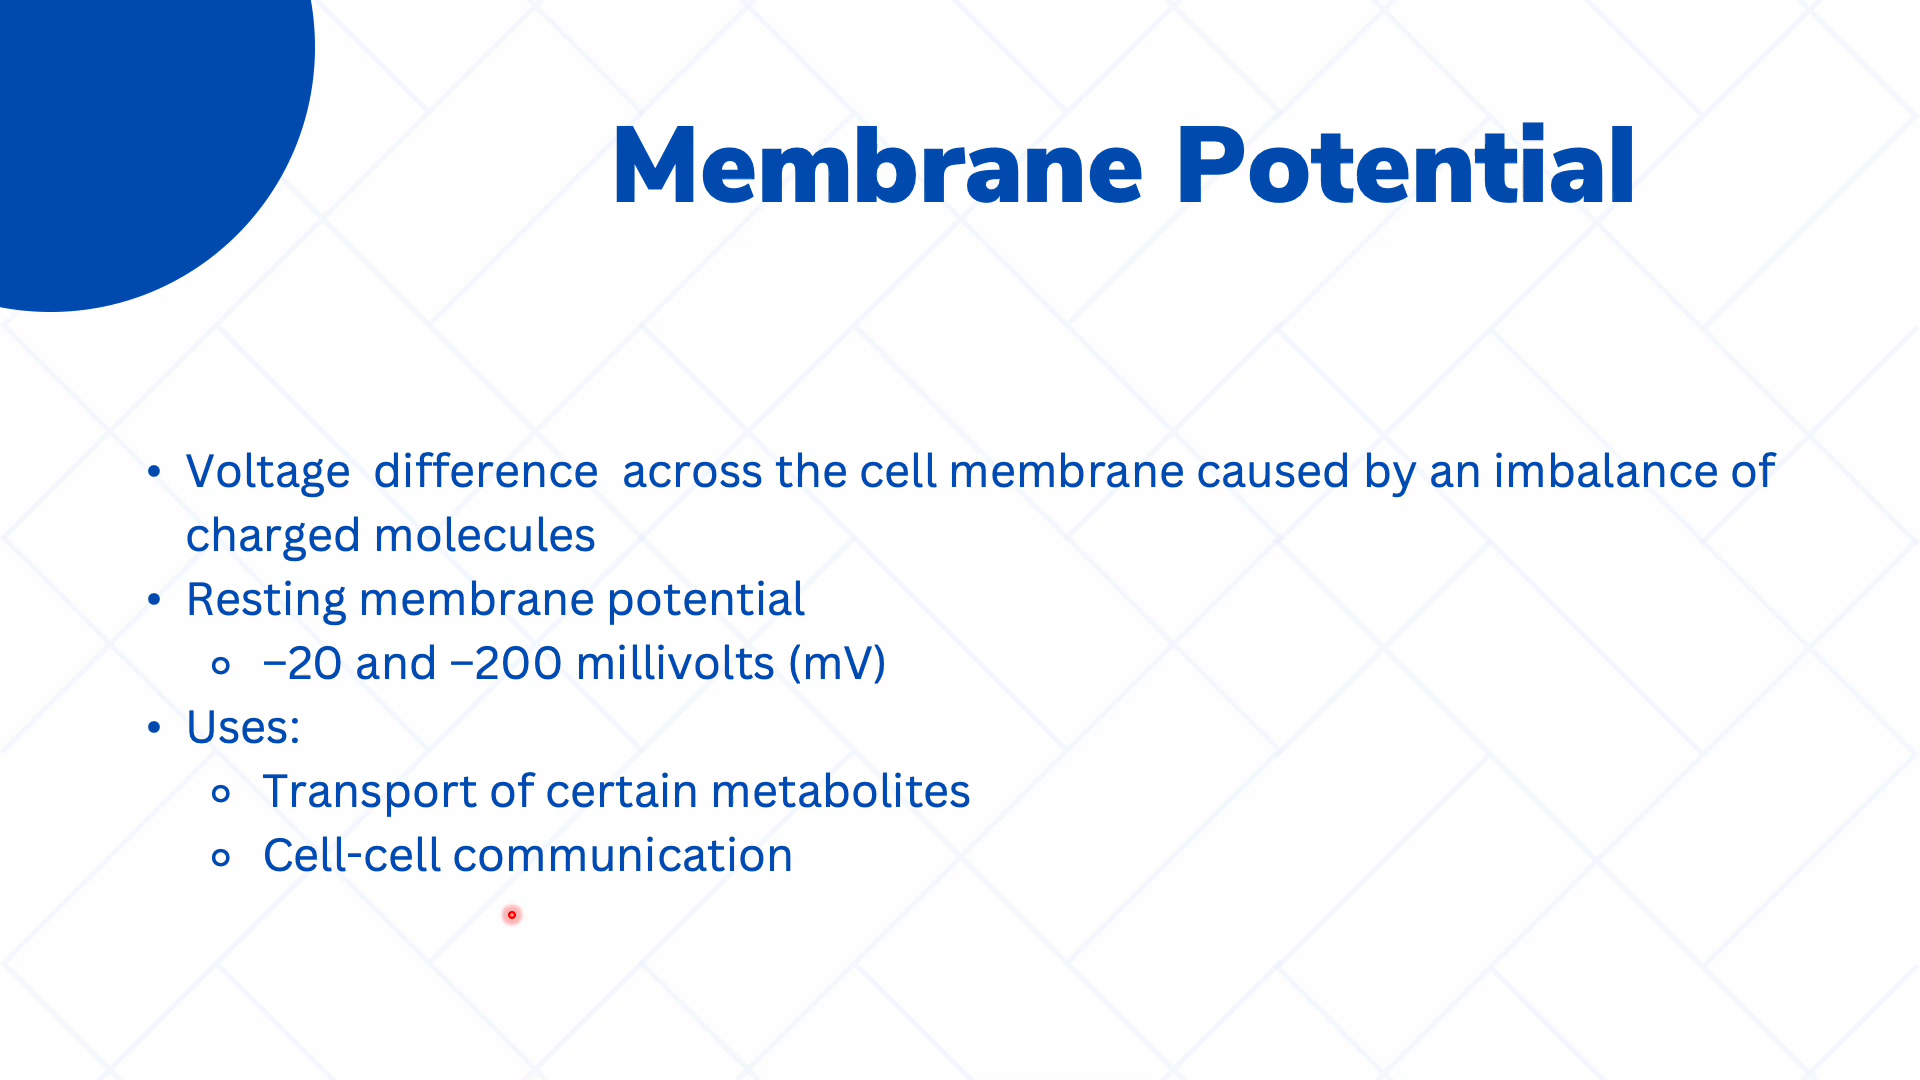 Membrane Potential
• Voltage difference across the cell membrane caused by an imbalance of
charged molecules
• Resting membrane potential
○ –20 and –200 millivolts (mV)
• Uses:
○ Transport of certain metabolites
○ Cell-cell communication